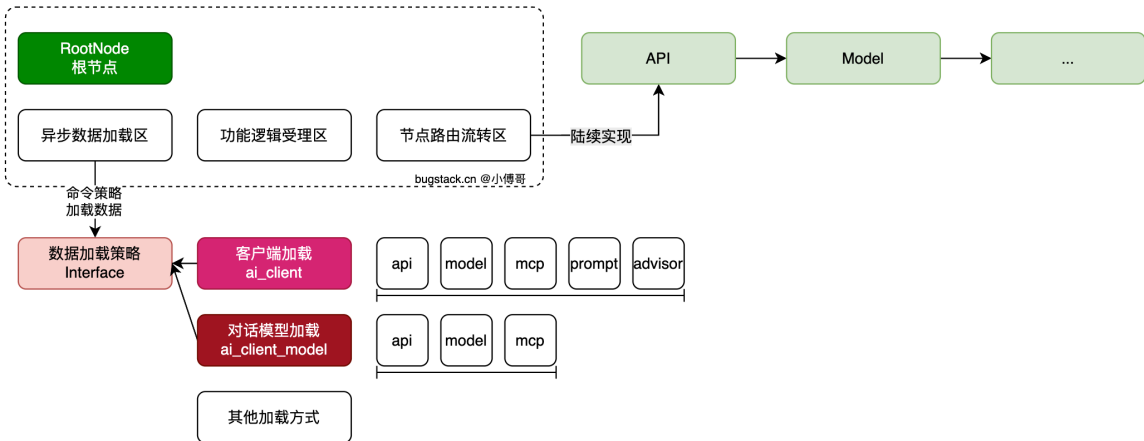 RootNode
根节点
API
Model
...
异步数据加载区
功能逻辑受理区
节点路由流转区
陆续实现
bugstack.cn @小傅哥
命令策略
加载数据
数据加载策略
Interface
客户端加载
ai_client
api
model
mcp
prompt
advisor
对话模型加载
ai_client_model
api
model
mcp
其他加载方式